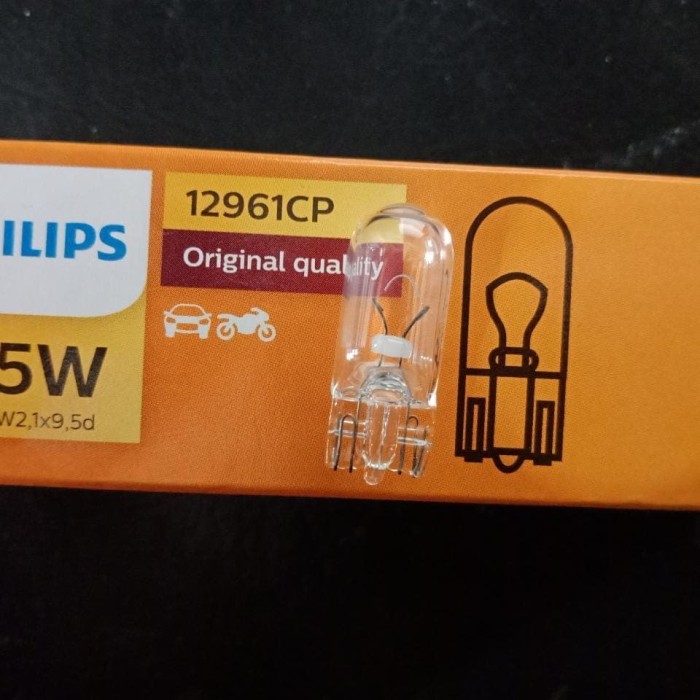 ILIPS
12961CP
Original quality
5W
W2,1x9,5d